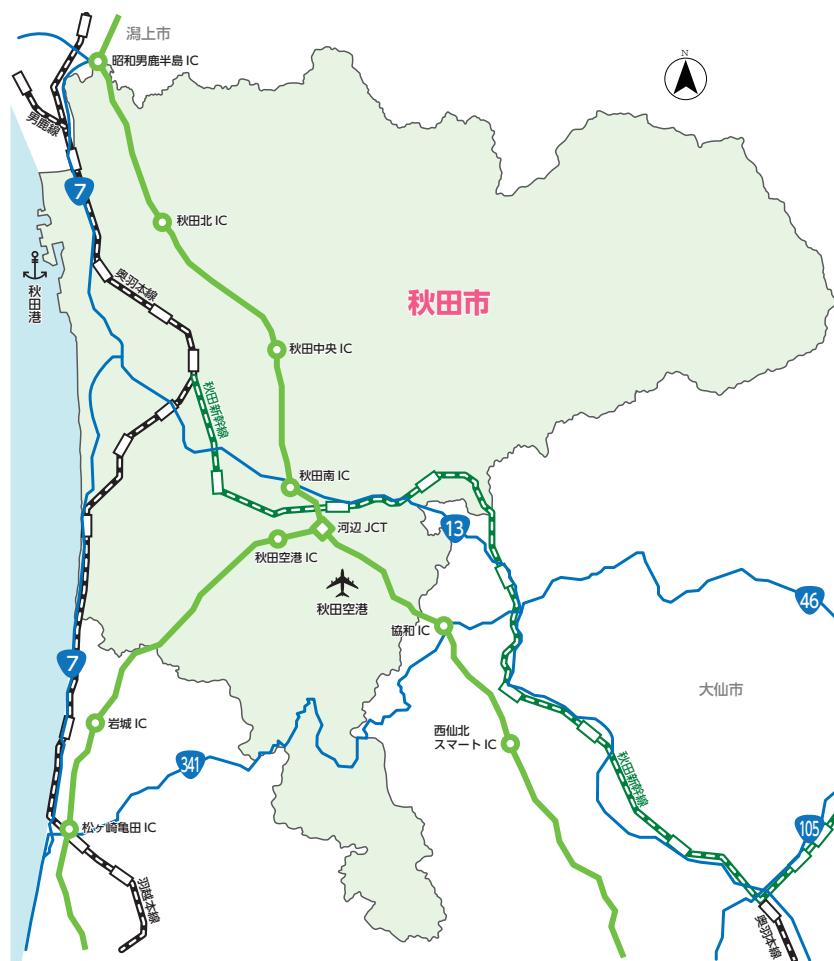 潟上市
昭和男鹿半島 IC
N
男鹿線
7
秋田北 IC
秋田港
奥羽本線
秋田市
秋田中央 IC
秋田新幹線
秋田南 IC
13
河辺 JCT
秋田空港 IC
秋田空港
46
協和 IC
7
大仙市
岩城 IC
西仙北
スマート IC
341
秋田新幹線
松ヶ崎亀田 IC
105
羽越本線
奥羽本線